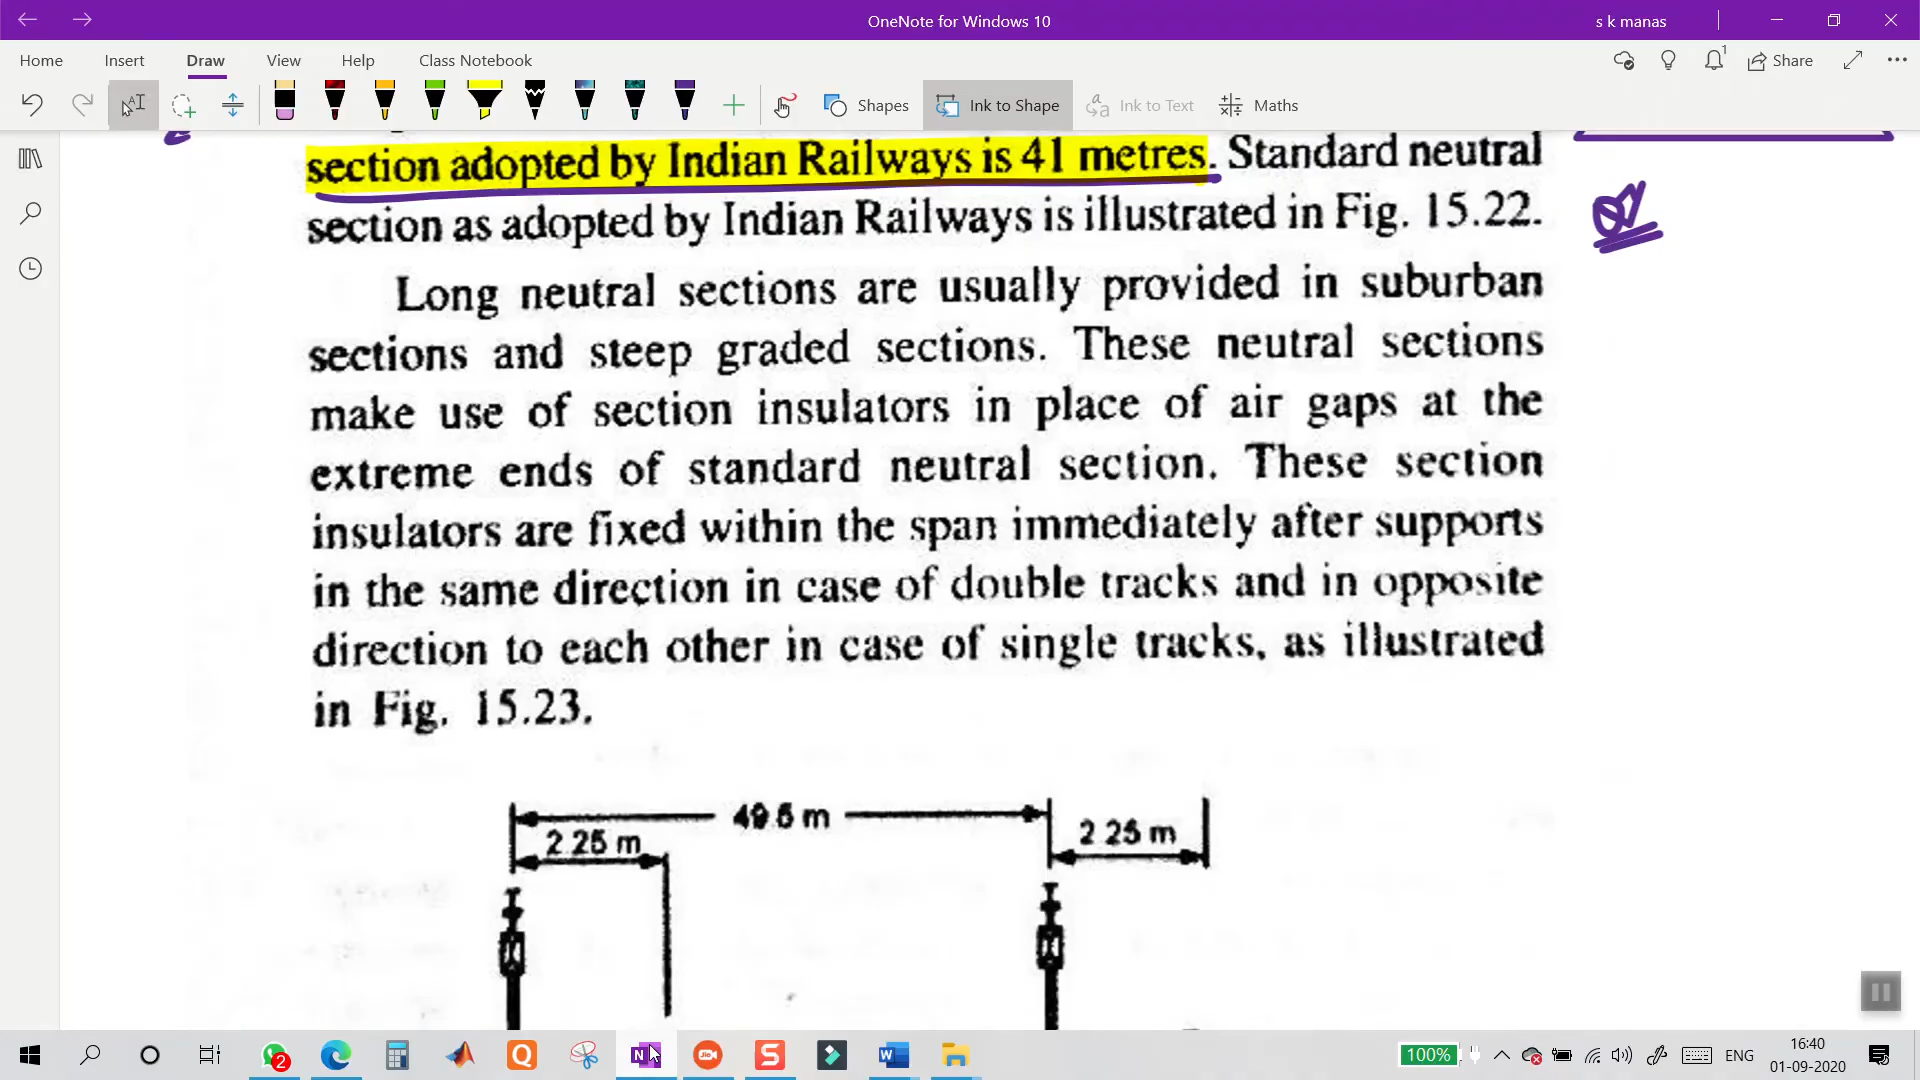 OneNote for Windows 10
s k manas
Home Insert Draw View Help Class Notebook
1
Share
Shapes Ink to Shape Ink to Text Maths
section adopted by Indian Railways is 41 metres. Standard neutral
section as adopted by Indian Railways is illustrated in Fig. 15.22.
Long neutral sections are usually provided in suburban
sections and steep graded sections. These neutral sections
make use of section insulators in place of air gaps at the
extreme ends of standard neutral section. These section
insulators are fixed within the span immediately after supports
in the same direction in case of double tracks and in opposite
direction to each other in case of single tracks, as illustrated
in Fig. 15.23.
49.5 m
2 25 m
2 25 m
2
Jio
100%
ENG
16:40
01-09-2020